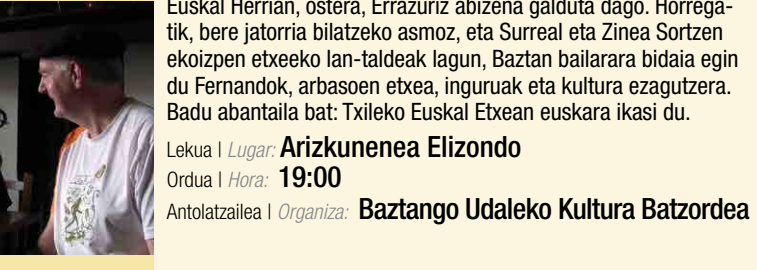 Euskal Herrian, ostera, Errazuriz abizena galduta dago. Horrega-
tik, bere jatorria bilatzeko asmoz, eta Surreal eta Zinea Sortzen
ekoizpen etxeeko lan-taldeak lagun, Baztan bailarara bidaia egin
du Fernandok, arbasoen etxea, inguruak eta kultura ezagutzera.
Badu abantaila bat: Txileko Euskal Etxean euskara ikasi du.
Lekua | Lugar: Arizkunenea Elizondo
Ordua | Hora: 19:00
Antolatzailea | Organiza: Baztango Udaleko Kultura Batzordea